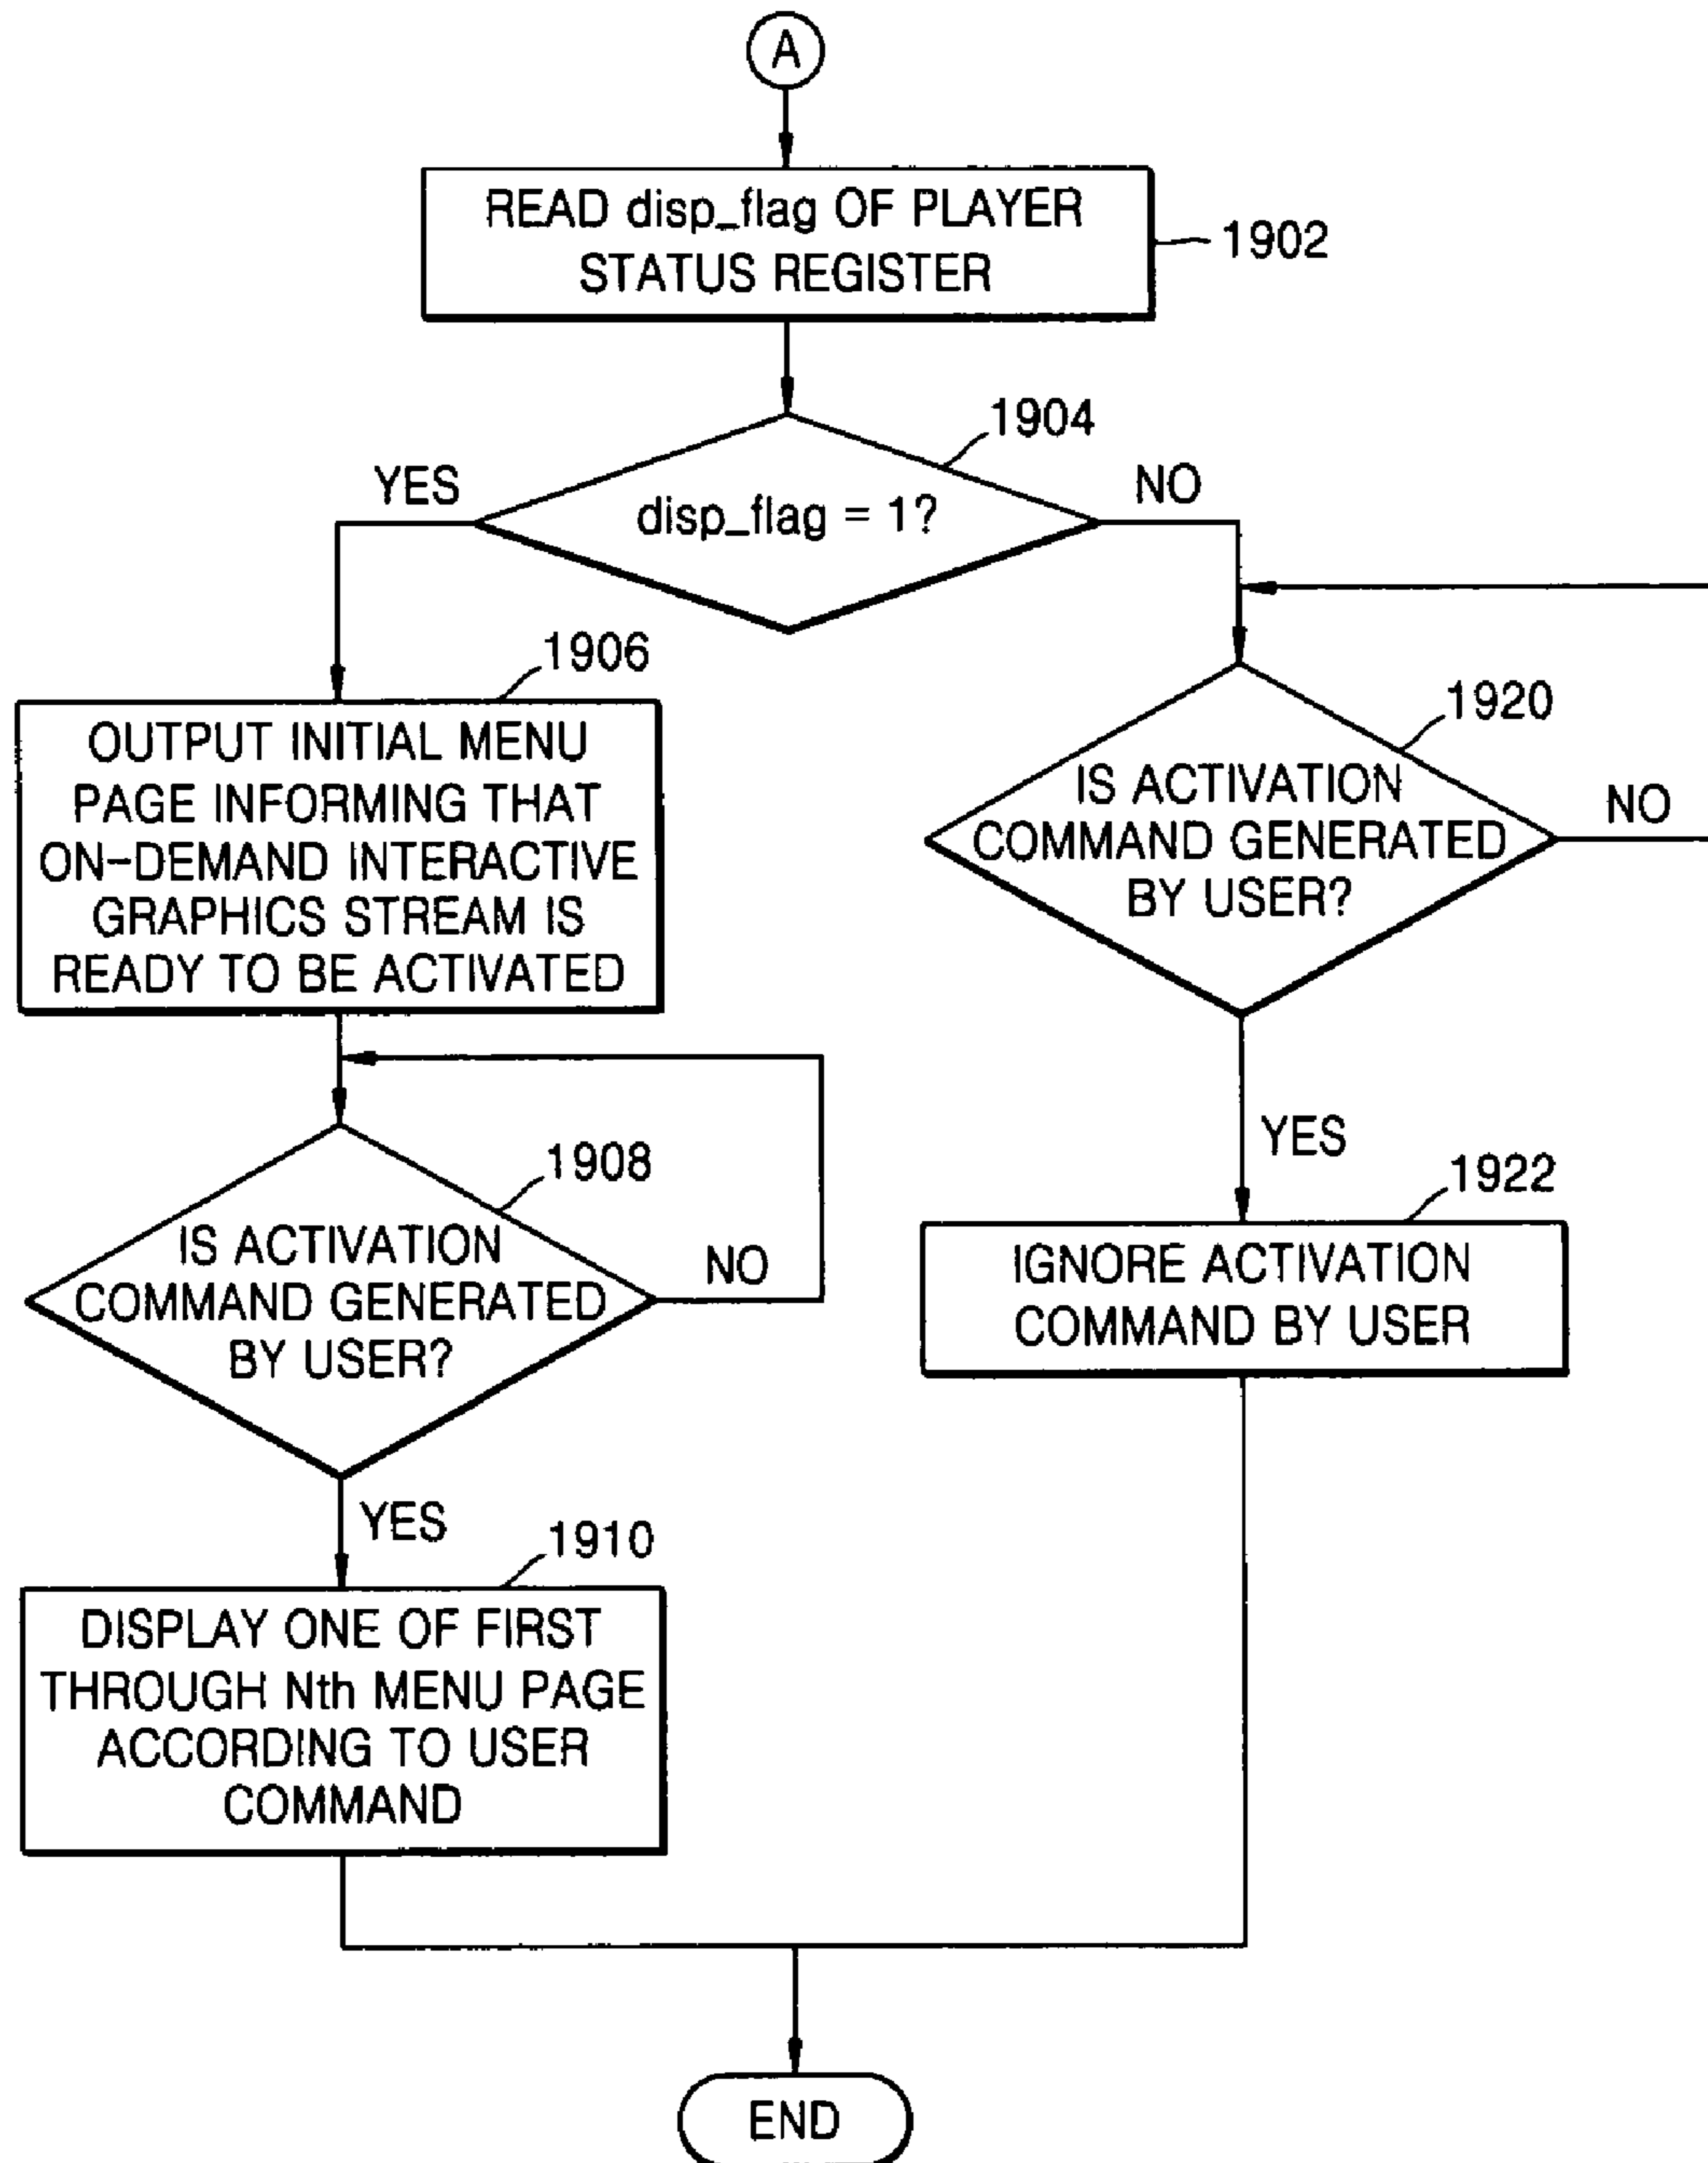 A
READ disp_flag OF PLAYER
STATUS REGISTER
1902
1904
YES
disp_flag = 1?
NO
1906
OUTPUT INITIAL MENU
PAGE INFORMING THAT
ON-DEMAND INTERACTIVE
GRAPHICS STREAM IS
READY TO BE ACTIVATED
1920
IS ACTIVATION
COMMAND GENERATED
BY USER?
NO
YES
1908
IS ACTIVATION
COMMAND GENERATED
BY USER?
NO
1922
IGNORE ACTIVATION
COMMAND BY USER
YES
1910
DISPLAY ONE OF FIRST
THROUGH Nth MENU PAGE
ACCORDING TO USER
COMMAND
END